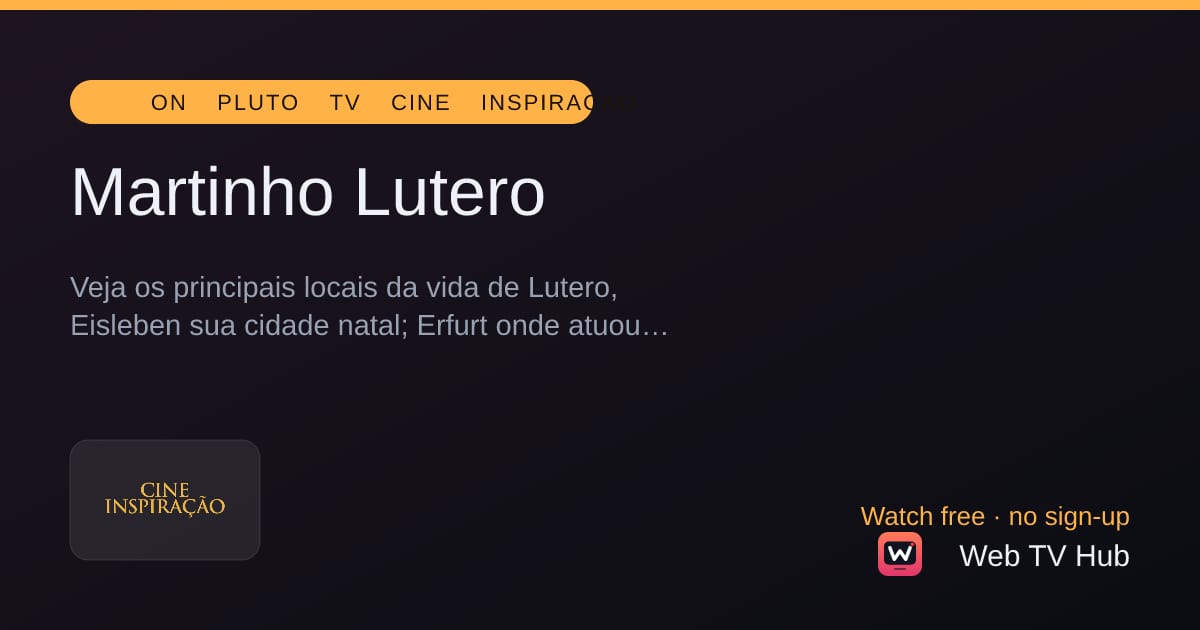 ON PLUTO TV CINE
Martinho Lutero
Veja os principais locais da vida de Lutero,
Eisleben sua cidade natal; Erfurt onde atuou…
CINE
INSPIRAÇÃO
Watch free · no sign-up
W
Web TV Hub